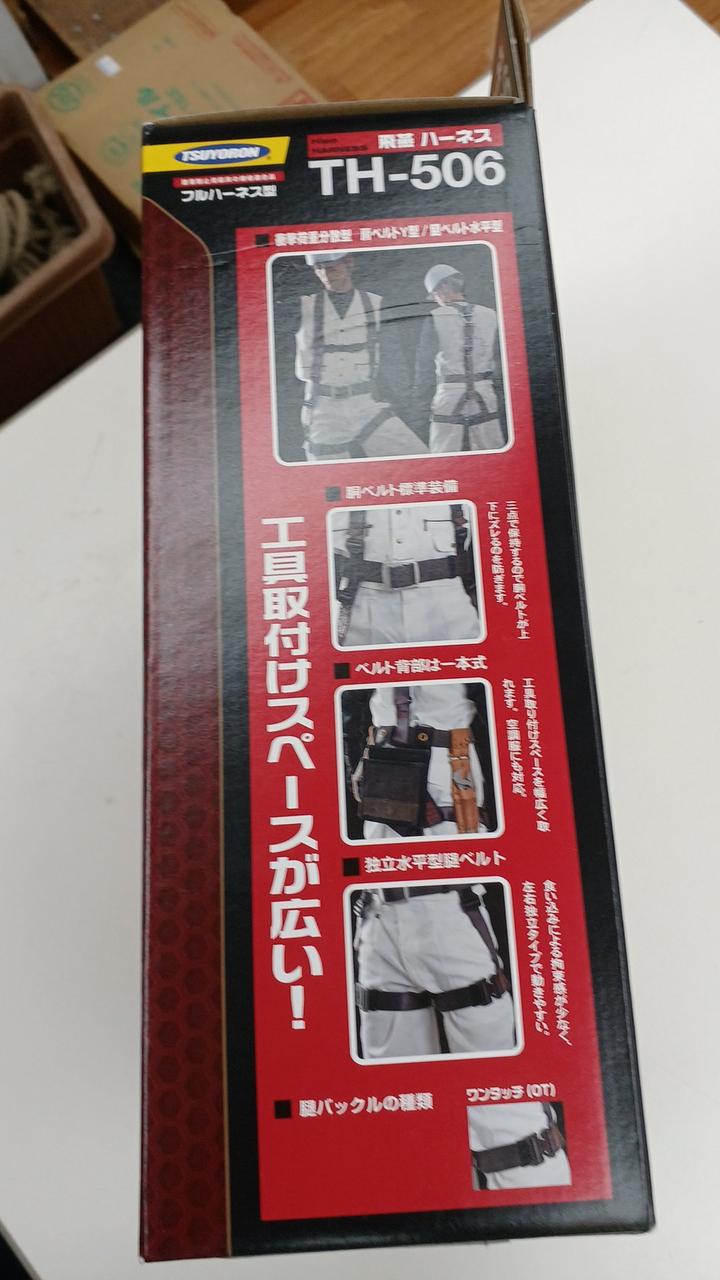 TSUYORON
飛燕 ハーネス
HARNESS
TH-506
フルハーネス型
衝撃荷重分散型 肩ベルトY型/腿ベルト水平型
工具取付けスペースが広い!
胴ベルト標準装備
三点で保持するので胴ベルトが上
下にズレるのを防ぎます。
ベルト背部は一本式
工具取り付けスペースを幅広く取
れます。空調服にも対応。
独立水平型腿ベルト
食い込みによる拘束感が少なく、
左右独立タイプで動きやすい。
腿バックルの種類
ワンタッチ(OT)